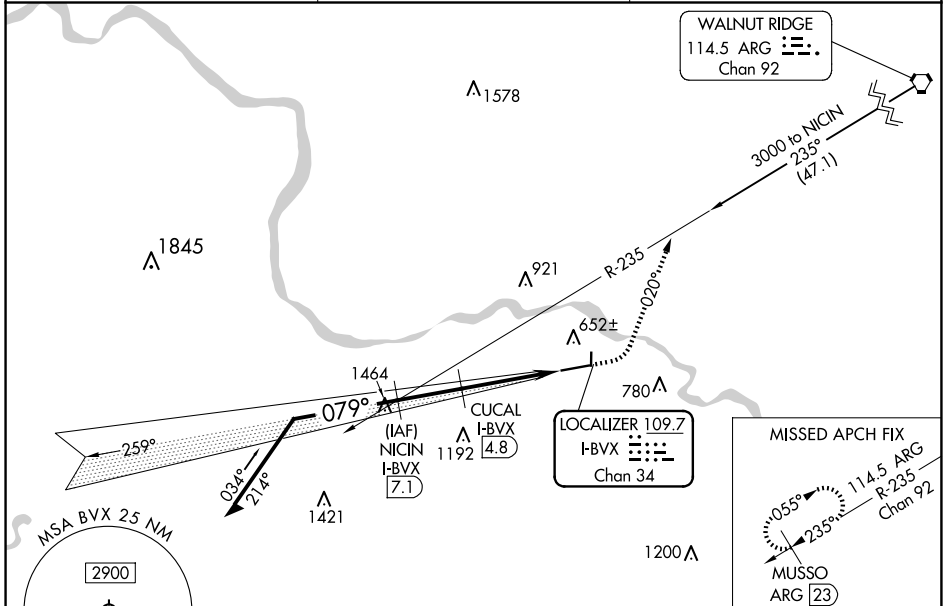 WALNUT RIDGE
114.5 ARG
Chan 92
1578
3000 to NICIN
235°
(47.1)
1845
921
R-235
020°
652±
1464
079°
780
259°
(IAF)
NICIN
I-BVX
7.1
CUCAL
I-BVX
4.8
1192
LOCALIZER 109.7
I-BVX
Chan 34
034°
214°
1421
MSA BVX 25 NM
2900
1200
MISSED APCH FIX
114.5 ARG
R-235
Chan 92
055°
235°
MUSSO
ARG 23